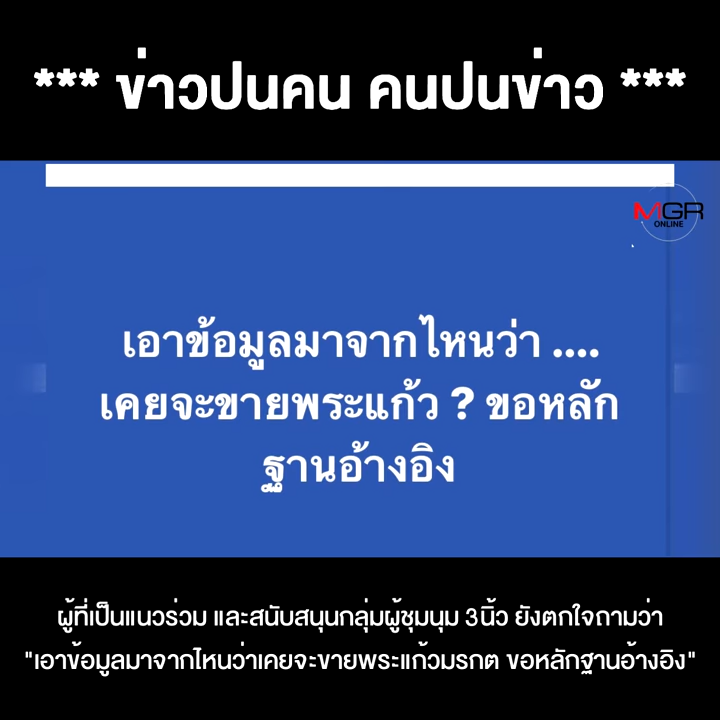 *** ข่าวปนคน คนปนข่าว ***
MGR
ONLINE
เอาข้อมูลมาจากไหนว่า ....
เคยจะขายพระแก้ว ? ขอหลัก
ฐานอ้างอิง
ผู้ที่เป็นแนวร่วม และสนับสนุนกลุ่มผู้ชุมนุม 3นิ้ว ยังตกใจถามว่า
"เอาข้อมูลมาจากไหนว่าเคยจะขายพระแก้วมรกต ขอหลักฐานอ้างอิง"